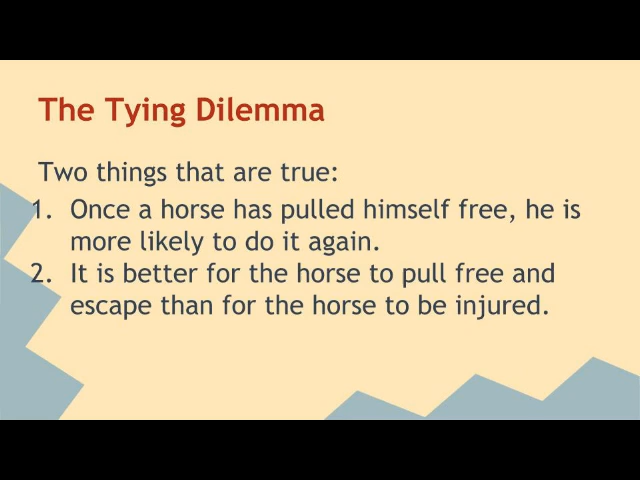 The Tying Dilemma
Two things that are true:
1. Once a horse has pulled himself free, he is
more likely to do it again.
2. It is better for the horse to pull free and
escape than for the horse to be injured.